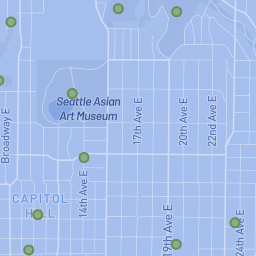 Seattle Asian
Art Museum
Broadway E
17th Ave E
20th Ave E
22nd Ave E
CAPITOL
HILL
14th Ave E
19th Ave E
24th Ave E